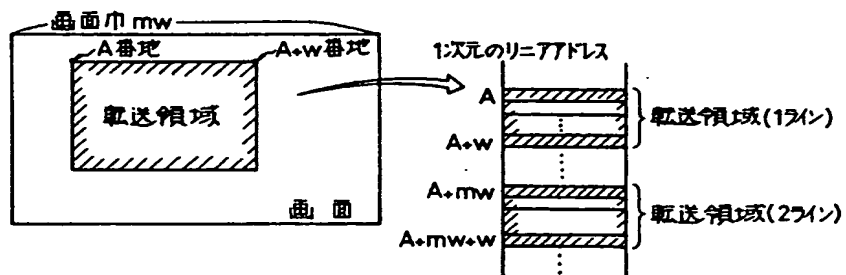 画面巾mw
A番地
A+w番地
転送領域
画面
1次元のリニアアドレス
A
転送領域(1ライン)
A+w
A+mw
転送領域(2ライン)
A+mw+w